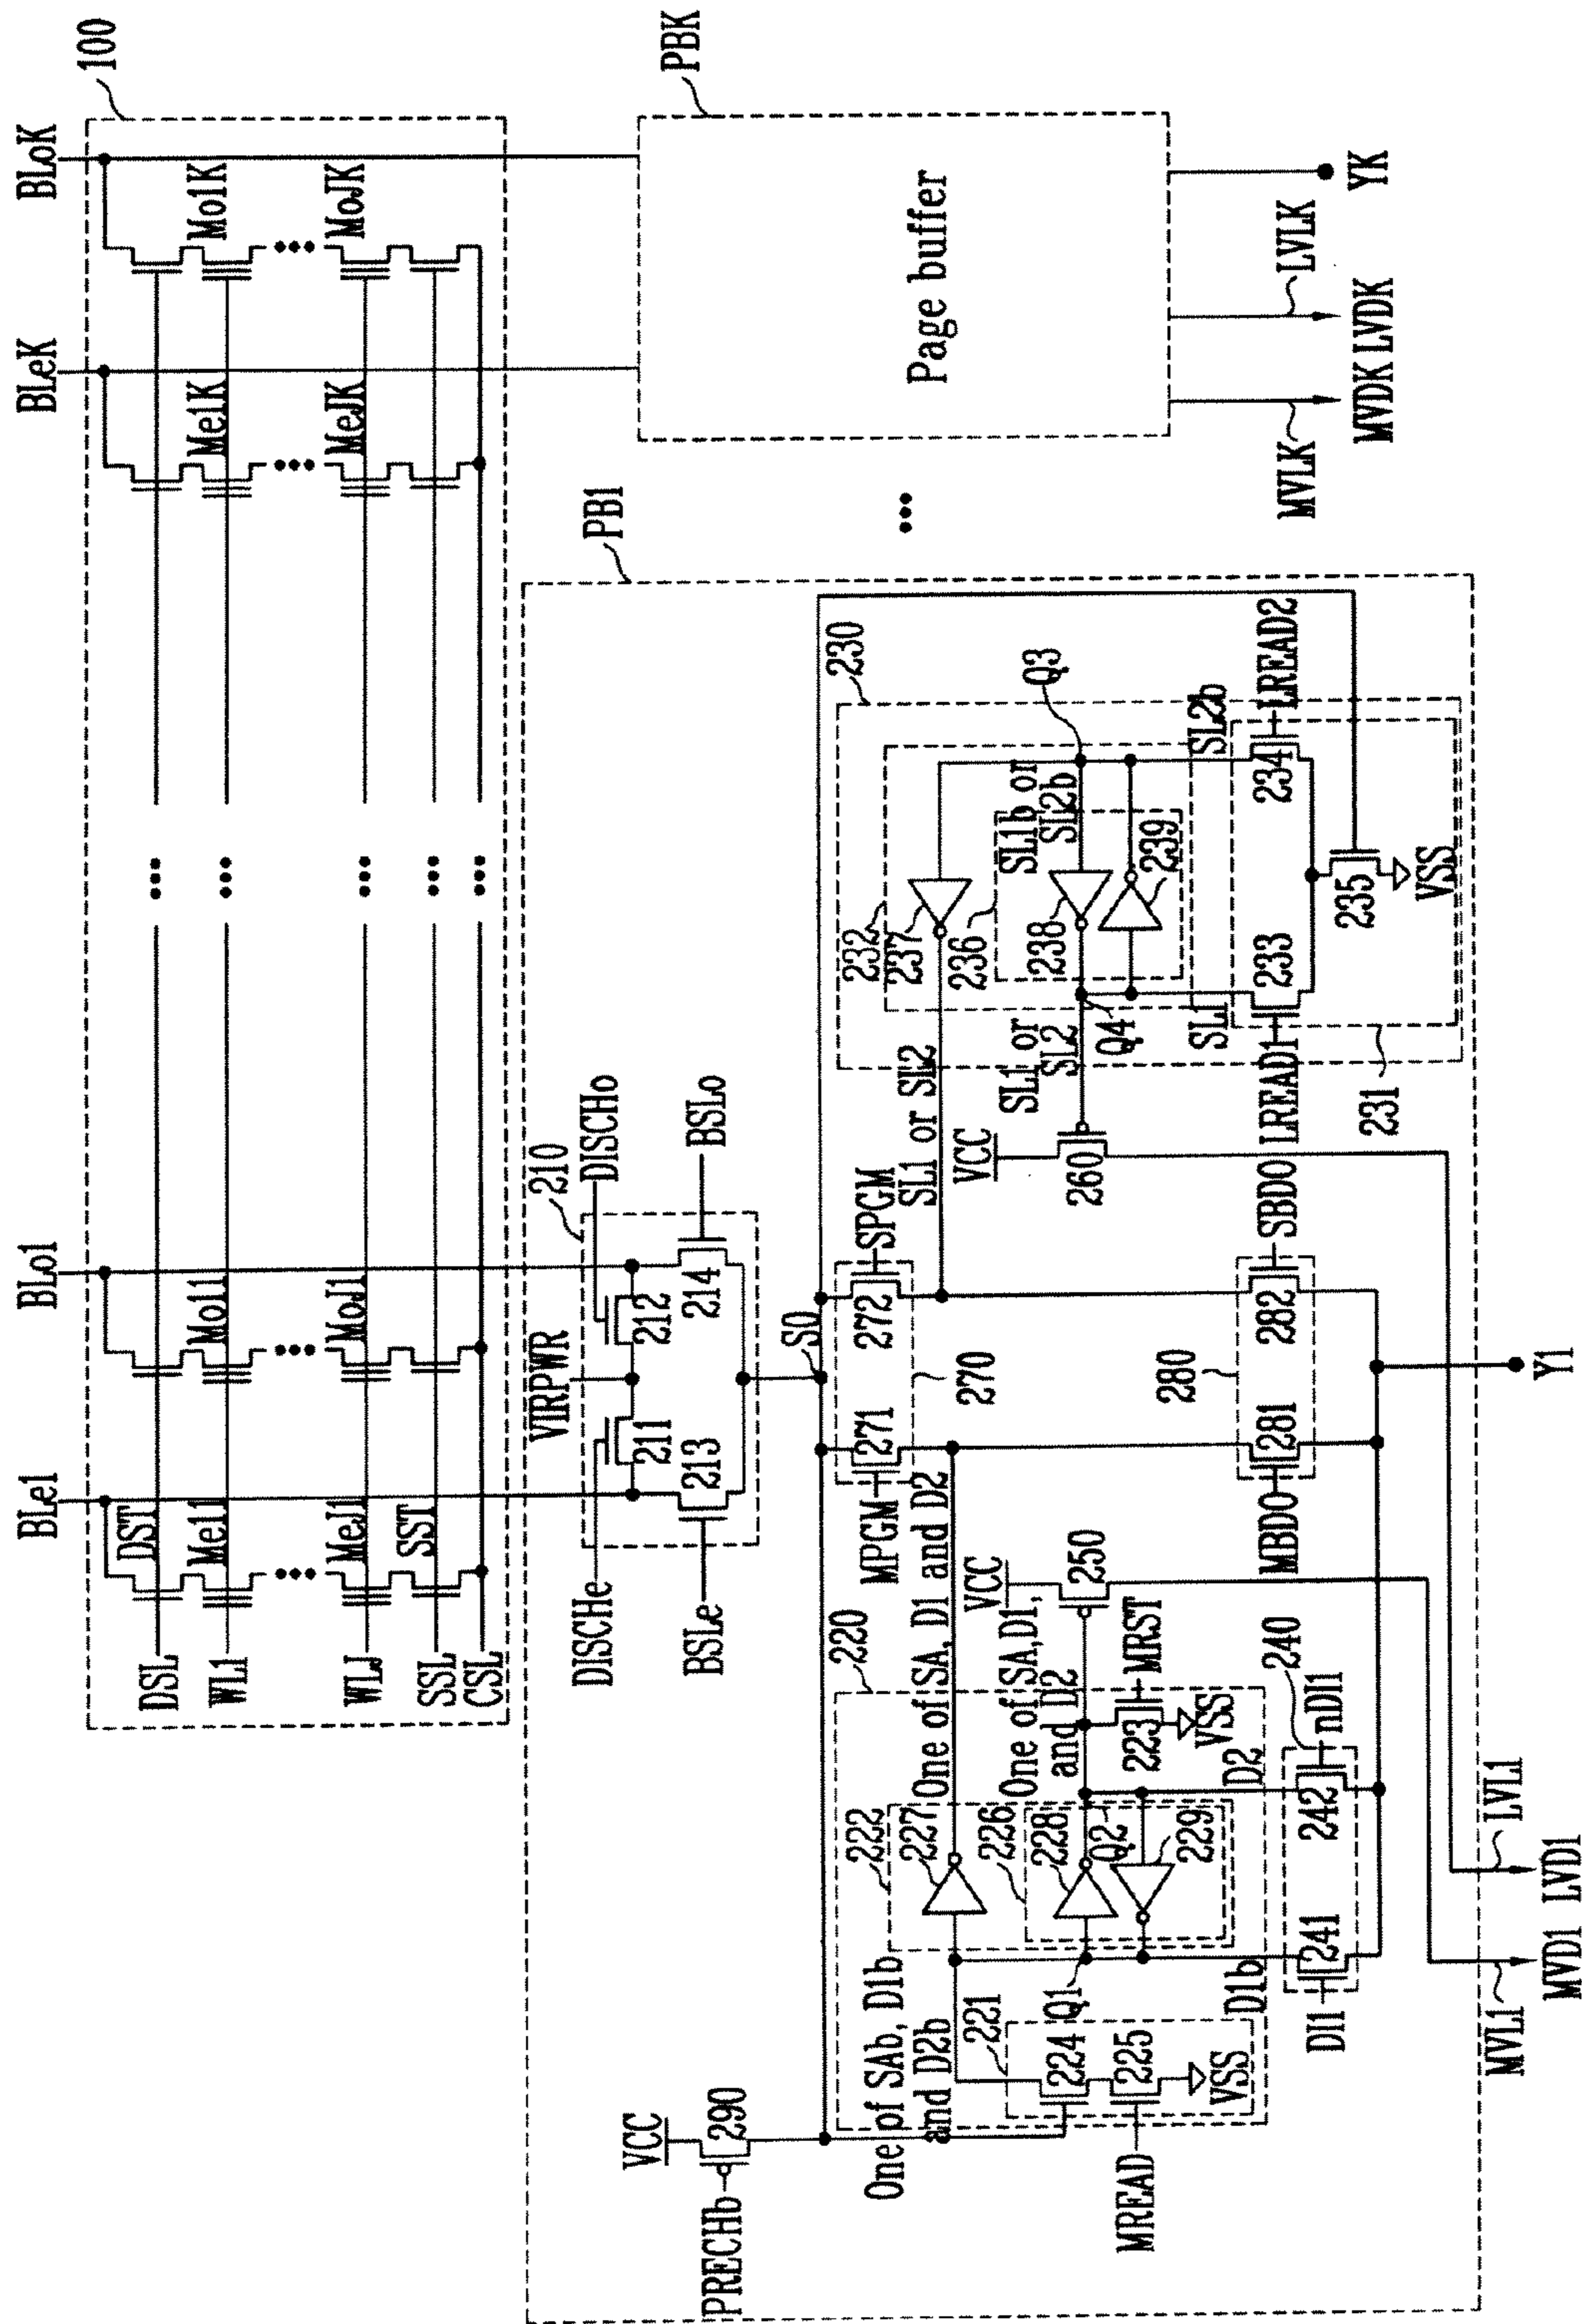 BLe1
BLo1
BLeK
BLoK
100
DSL
DST
WL1
Me11
Mo11
Me1K
Mo1K
WLJ
MeJ1
MoJ1
MeJK
MoJK
SSL
SST
CSL
PB1
PBK
Page buffer
MVLK
LVLK
MVDK LVDK
YK
210
VIRPWR
DISCHe
DISCHo
211
212
213
214
BSLe
BSLo
SO
VCC
PRECHb
290
MPGM
271
272
SPGM
270
220
One of SAb, D1b
and D2b
One of SA, D1 and D2
222
227
226
228
Q2
229
One of SA,D1,
and D2
221
224
225
Q1
D1b
VSS
MREAD
223
MRST
VSS
D2
VCC
250
240
DI1
241
242
nDI1
280
MBDO
281
282
SBDO
Y1
230
232
237
236
238
239
SL1b or
SL2b
Q3
SL1 or SL2
SL1 or
SL2
Q4
VCC
260
SL1
SL2b
LREAD1
233
234
LREAD2
235
VSS
231
MVL1
LVL1
MVD1 LVD1